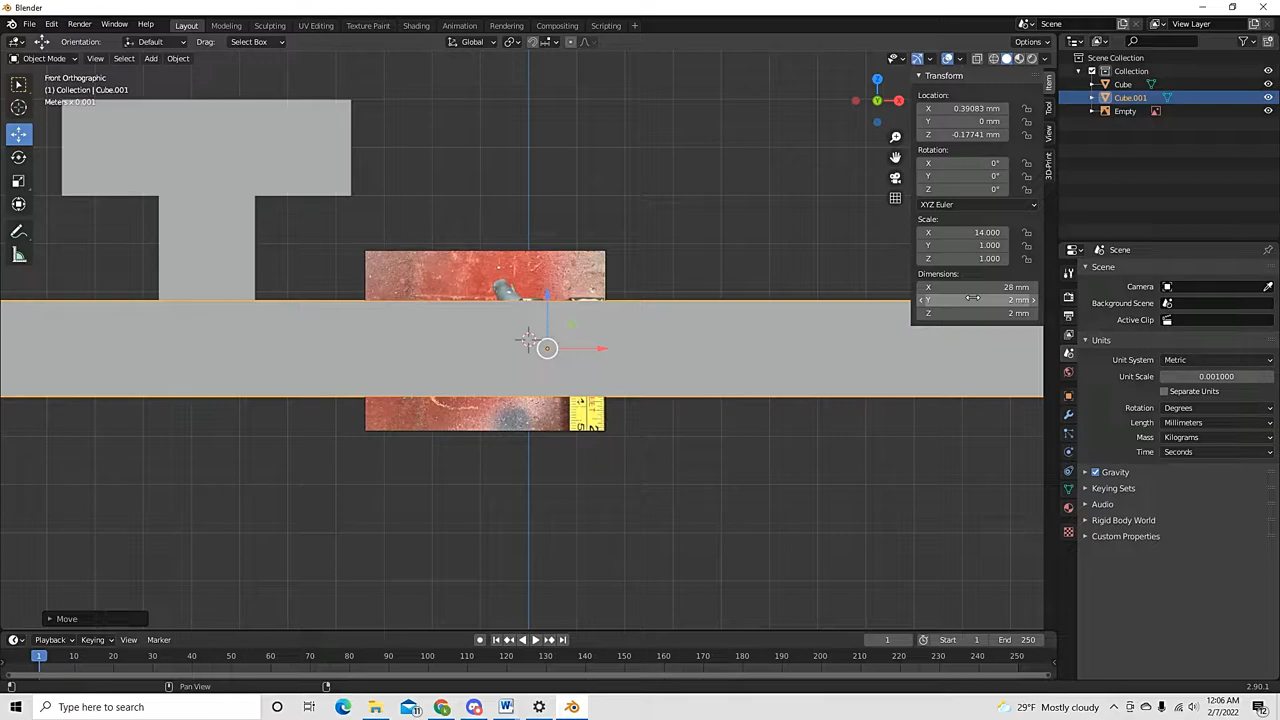 Blender
File Edit Render Window Help Layout Modeling Sculpting UV Editing Texture Paint Shading Animation Rendering Compositing Scripting + Scene View Layer
Orientation: Default Drag: Select Box Global Options
Object Mode View Select Add Object
Front Orthographic
(1) Collection | Cube.001
Meters x 0.001
Z
X
Y
Transform
Location:
X 0.39083 mm
Y 0 mm
Z -0.17741 mm
Rotation:
X 0°
Y 0°
Z 0°
XYZ Euler
Scale:
X 14.000
Y 1.000
Z 1.000
Dimensions:
X 28 mm
Y 2 mm
Z 2 mm
Item
Tool
View
3D-Print
Scene Collection
Collection
Cube
Cube.001
Empty
Scene
Scene
Camera
Background Scene
Active Clip
Units
Unit System Metric
Unit Scale 0.001000
Separate Units
Rotation Degrees
Length Millimeters
Mass Kilograms
Time Seconds
Gravity
Keying Sets
Audio
Rigid Body World
Custom Properties
Move
Playback Keying View Marker 1 Start 1 End 250
1 10 20 30 40 50 60 70 80 90 100 110 120 130 140 150 160 170 180 190 200 210 220 230 240 250
Pan View 2.90.1
Type here to search 29°F Mostly cloudy 12:06 AM
2/7/2022